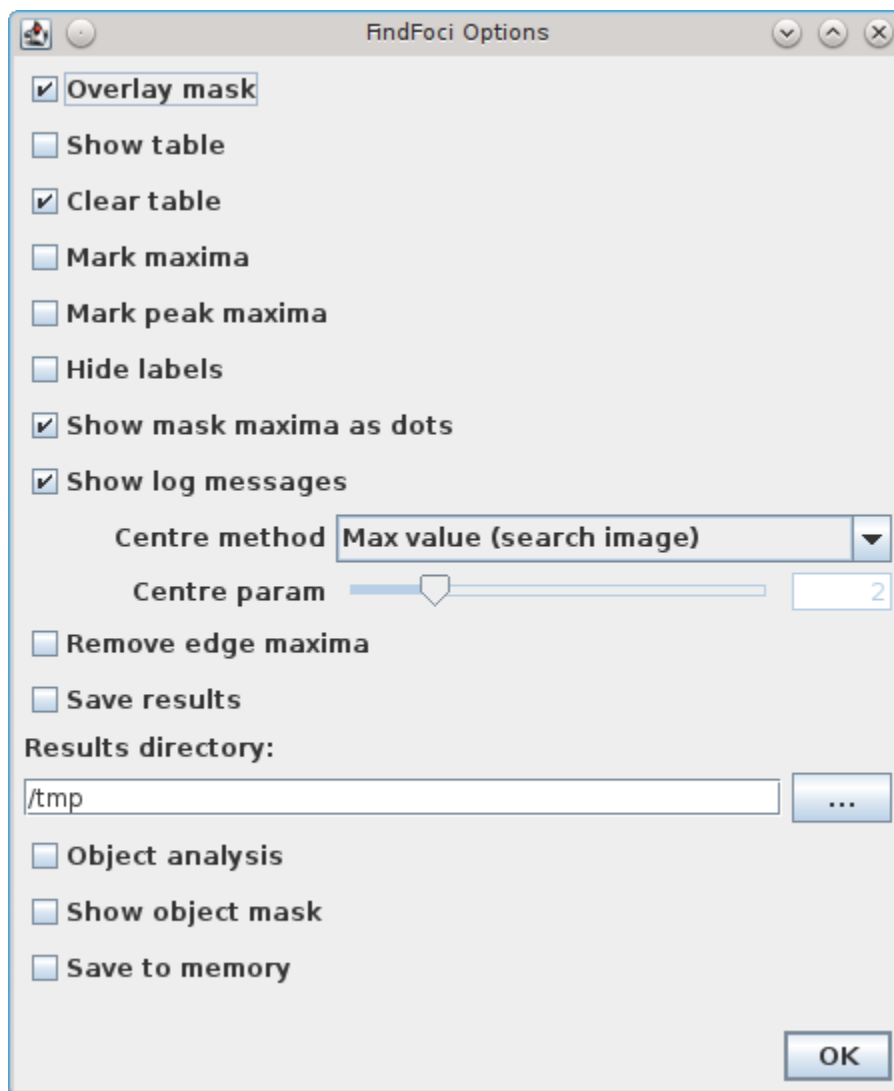 FindFoci Options
Overlay mask
Show table
Clear table
Mark maxima
Mark peak maxima
Hide labels
Show mask maxima as dots
Show log messages
Centre method Max value (search image)
Centre param 2
Remove edge maxima
Save results
Results directory:
/tmp
...
Object analysis
Show object mask
Save to memory
OK